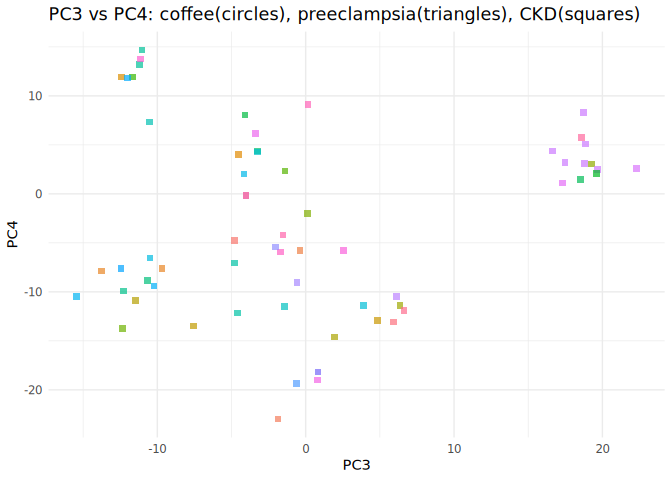 PC3 vs PC4: coffee(circles), preeclampsia(triangles), CKD(squares)
10
0
-10
-20
PC4
-10
0
10
20
PC3